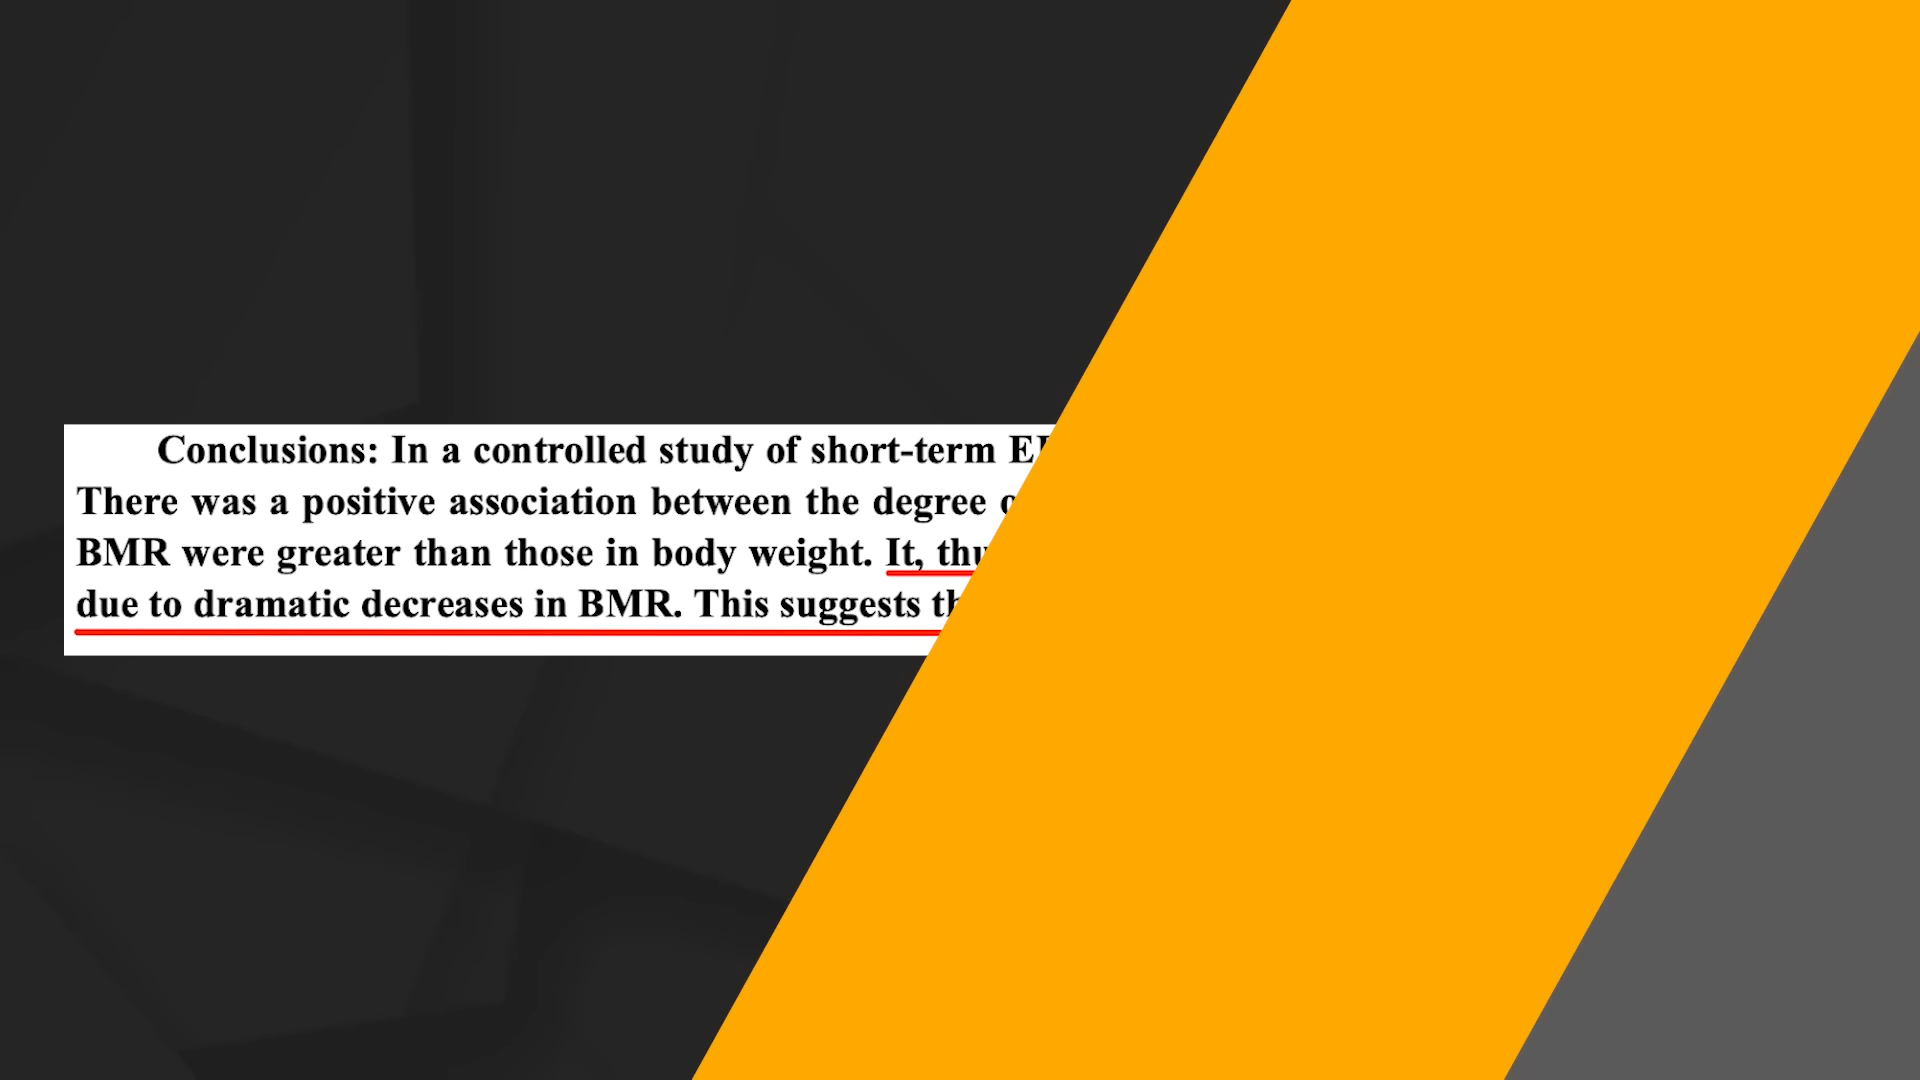 Conclusions: In a controlled study of short-term
There was a positive association between the degree
BMR were greater than those in body weight. It,
due to dramatic decreases in BMR. This suggests